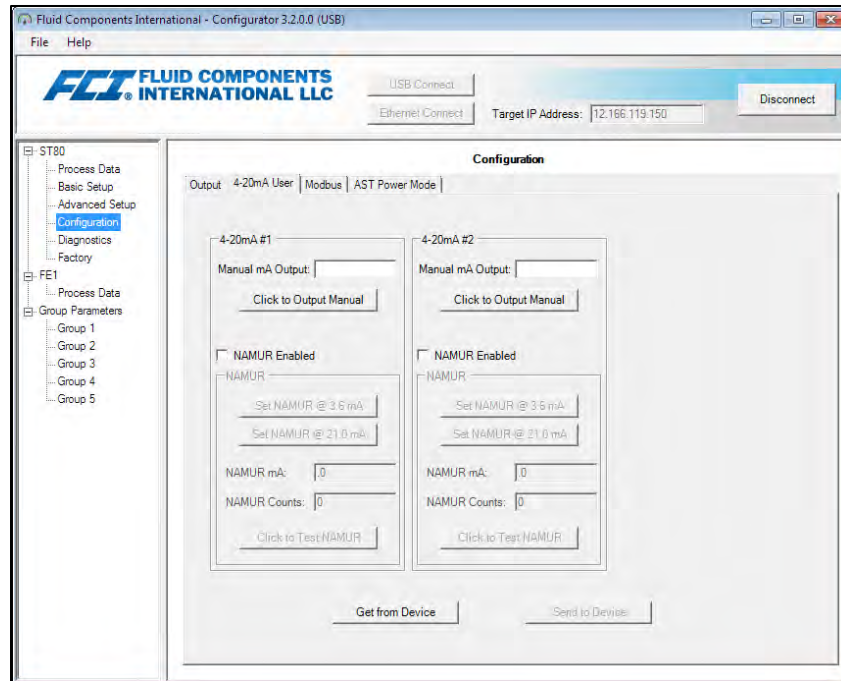 Fluid Components International - Configurator 3.2.0.0 (USB)
File Help
FCI FLUID COMPONENTS
® INTERNATIONAL LLC
USB Connect
Ethernet Connect
Target IP Address: 12.166.119.150
Disconnect
ST80
Process Data
Basic Setup
Advanced Setup
Configuration
Diagnostics
Factory
FE1
Process Data
Group Parameters
Group 1
Group 2
Group 3
Group 4
Group 5
Configuration
Output 4-20mA User Modbus AST Power Mode
4-20mA #1
Manual mA Output:
Click to Output Manual
NAMUR Enabled
NAMUR
Set NAMUR @ 3.6 mA
Set NAMUR @ 21.0 mA
NAMUR mA: .0
NAMUR Counts: 0
Click to Test NAMUR
4-20mA #2
Manual mA Output:
Click to Output Manual
NAMUR Enabled
NAMUR
Set NAMUR @ 3.6 mA
Set NAMUR @ 21.0 mA
NAMUR mA: .0
NAMUR Counts: 0
Click to Test NAMUR
Get from Device
Send to Device